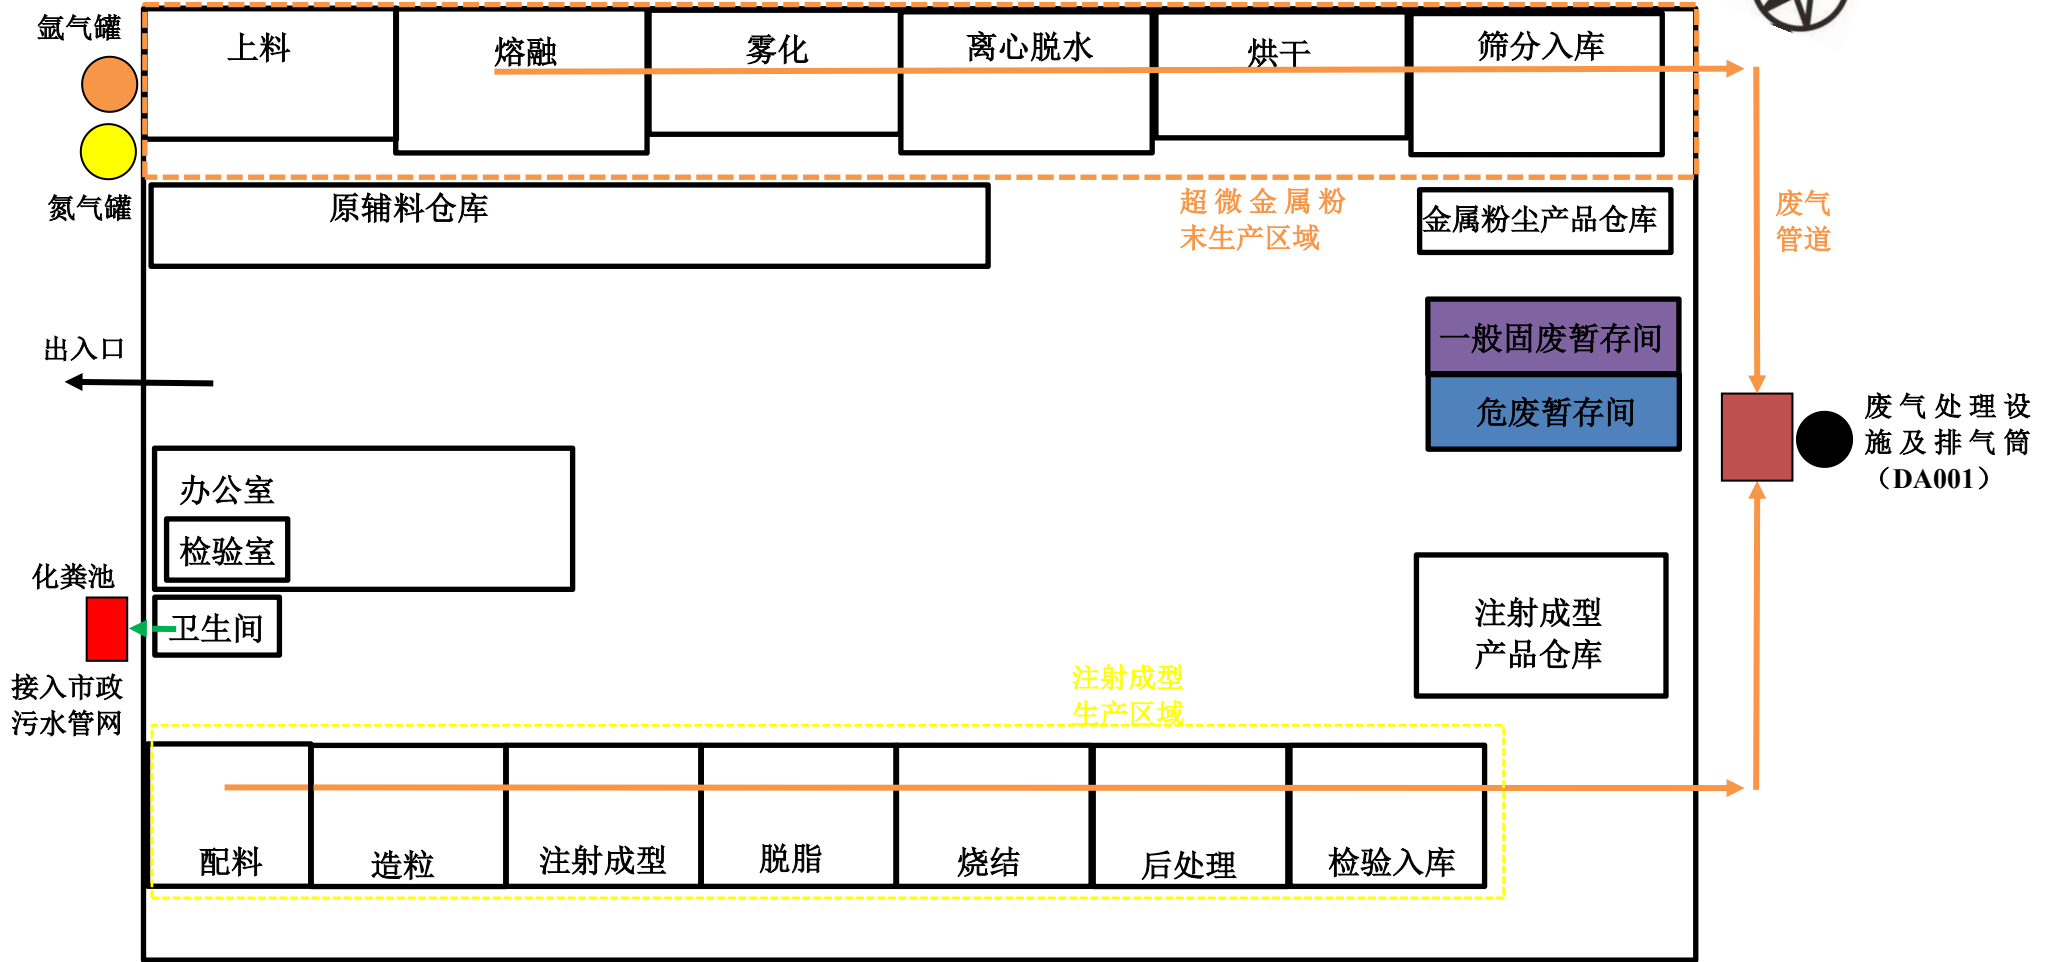 氩气罐
上料
熔融
雾化
离心脱水
烘干
筛分入库
氮气罐
原辅料仓库
超微金属粉
末生产区域
金属粉尘产品仓库
废气
管道
出入口
一般固废暂存间
危废暂存间
废气处理设
施及排气筒
（DA001）
办公室
检验室
化粪池
卫生间
注射成型
产品仓库
接入市政
污水管网
注射成型
生产区域
配料
造粒
注射成型
脱脂
烧结
后处理
检验入库